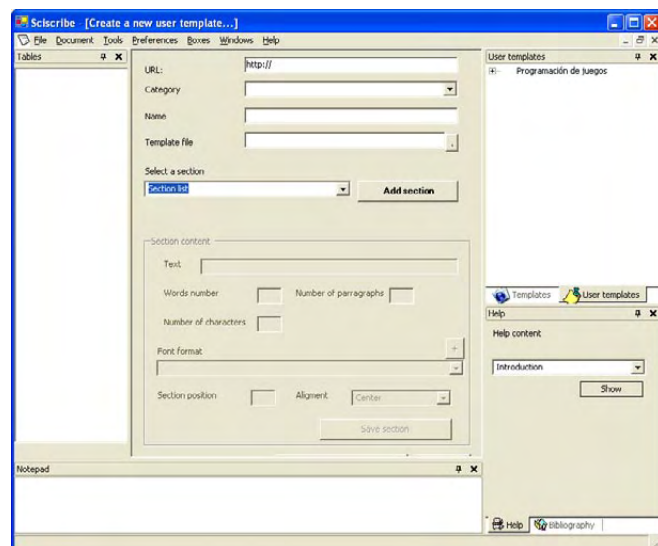 Sciscribe - [Create a new user template...]
File Document Tools Preferences Boxes Windows Help
Tables
URL:
http://
Category
Name
Template file
.
Select a section
Section list
Add section
Section content
Text
Words number
Number of parragraphs
Number of characters
+
Font format
Section position
Aligment
Center
Save section
User templates
Programación de juegos
Templates
User templates
Help
Help content
Introduction
Show
Help
Bibliography
Notepad